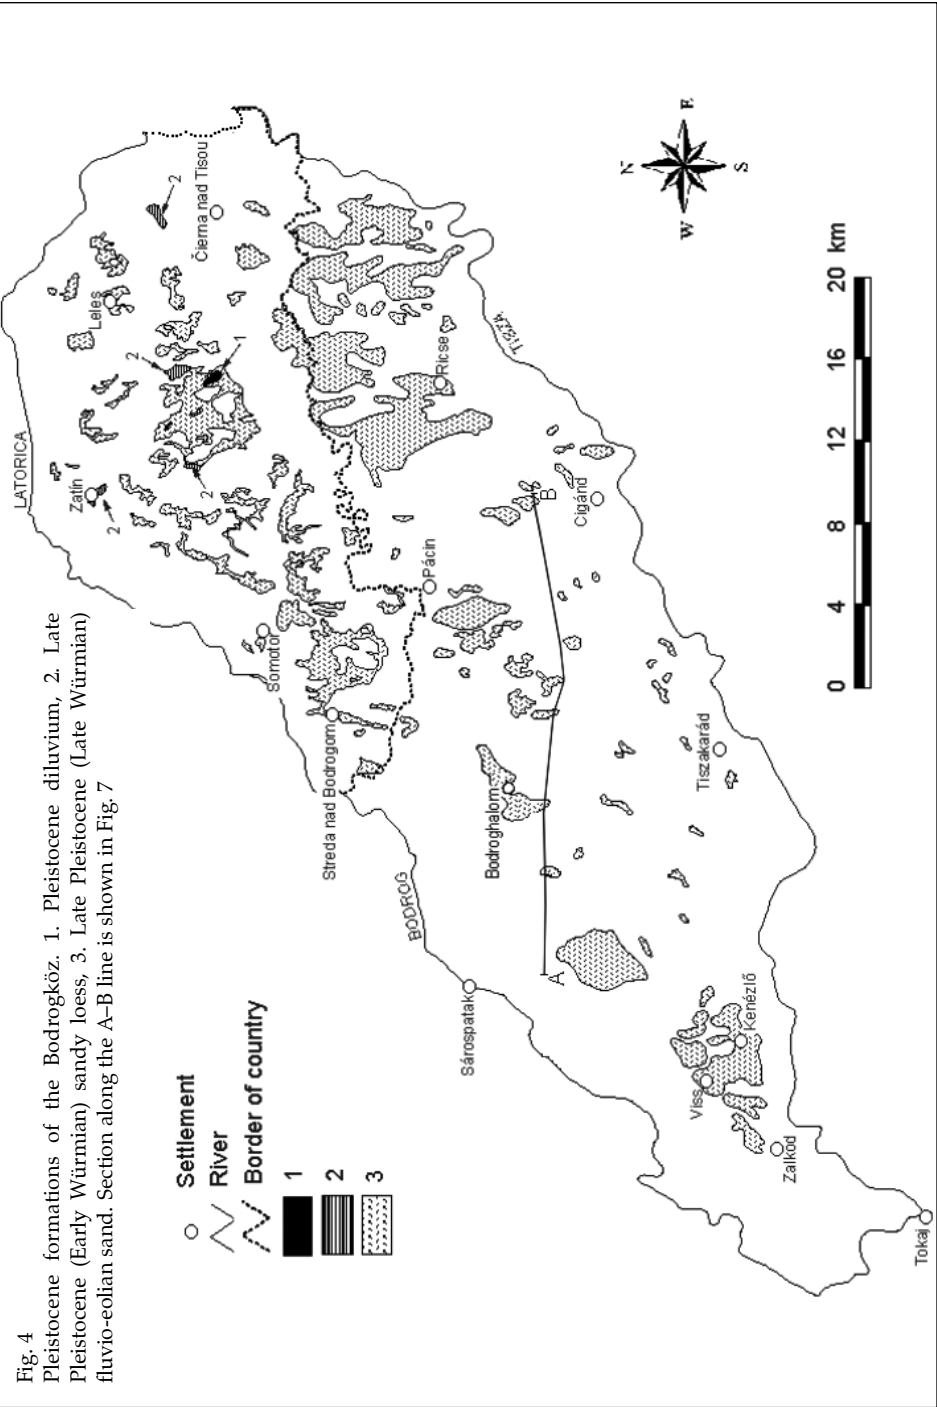 Fig. 4
Pleistocene formations of the Bodrogköz. 1. Pleistocene diluvium, 2. Late
Pleistocene (Early Würmian) sandy loess, 3. Late Pleistocene (Late Würmian)
fluvio-eolian sand. Section along the A–B line is shown in Fig. 7
Settlement
River
Border of country
1
2
3
LATORICA
Leles
2
Čierna nad Tisou
Zatín
2
2
1
2
Somotor
Streda nad Bodrogom
Ricse
TISZA
Pácin
BODROG
Bodroghalom
B
Cigánd
A
Sárospatak
Tiszakarád
Viss
Kenézlő
Zalkod
Tokaj
N
E
S
W
0
4
8
12
16
20 km